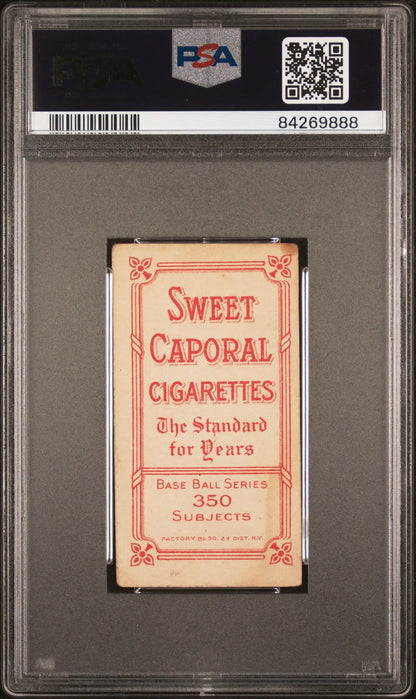 PSA
84269888
SWEET
CAPORAL
CIGARETTES
The Standard
for Years
BASE BALL SERIES
350
SUBJECTS
FACTORY No 30, 2d DIST. N.Y.